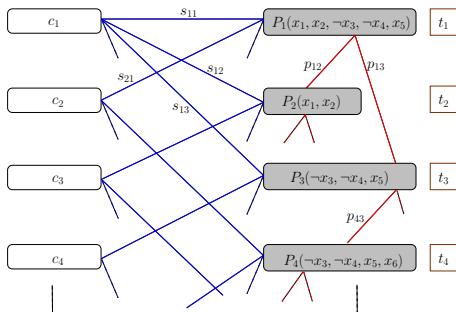 c₁ s₁₁ P₁(x₁, x₂, ¬x₃, ¬x₄, x₅) t₁
p₁₂ p₁₃
s₂₁ s₁₂
c₂ s₁₃ P₂(x₁, x₂) t₂
c₃ P₃(¬x₃, ¬x₄, x₅) t₃
p₄₃
c₄ P₄(¬x₃, ¬x₄, x₅, x₆) t₄